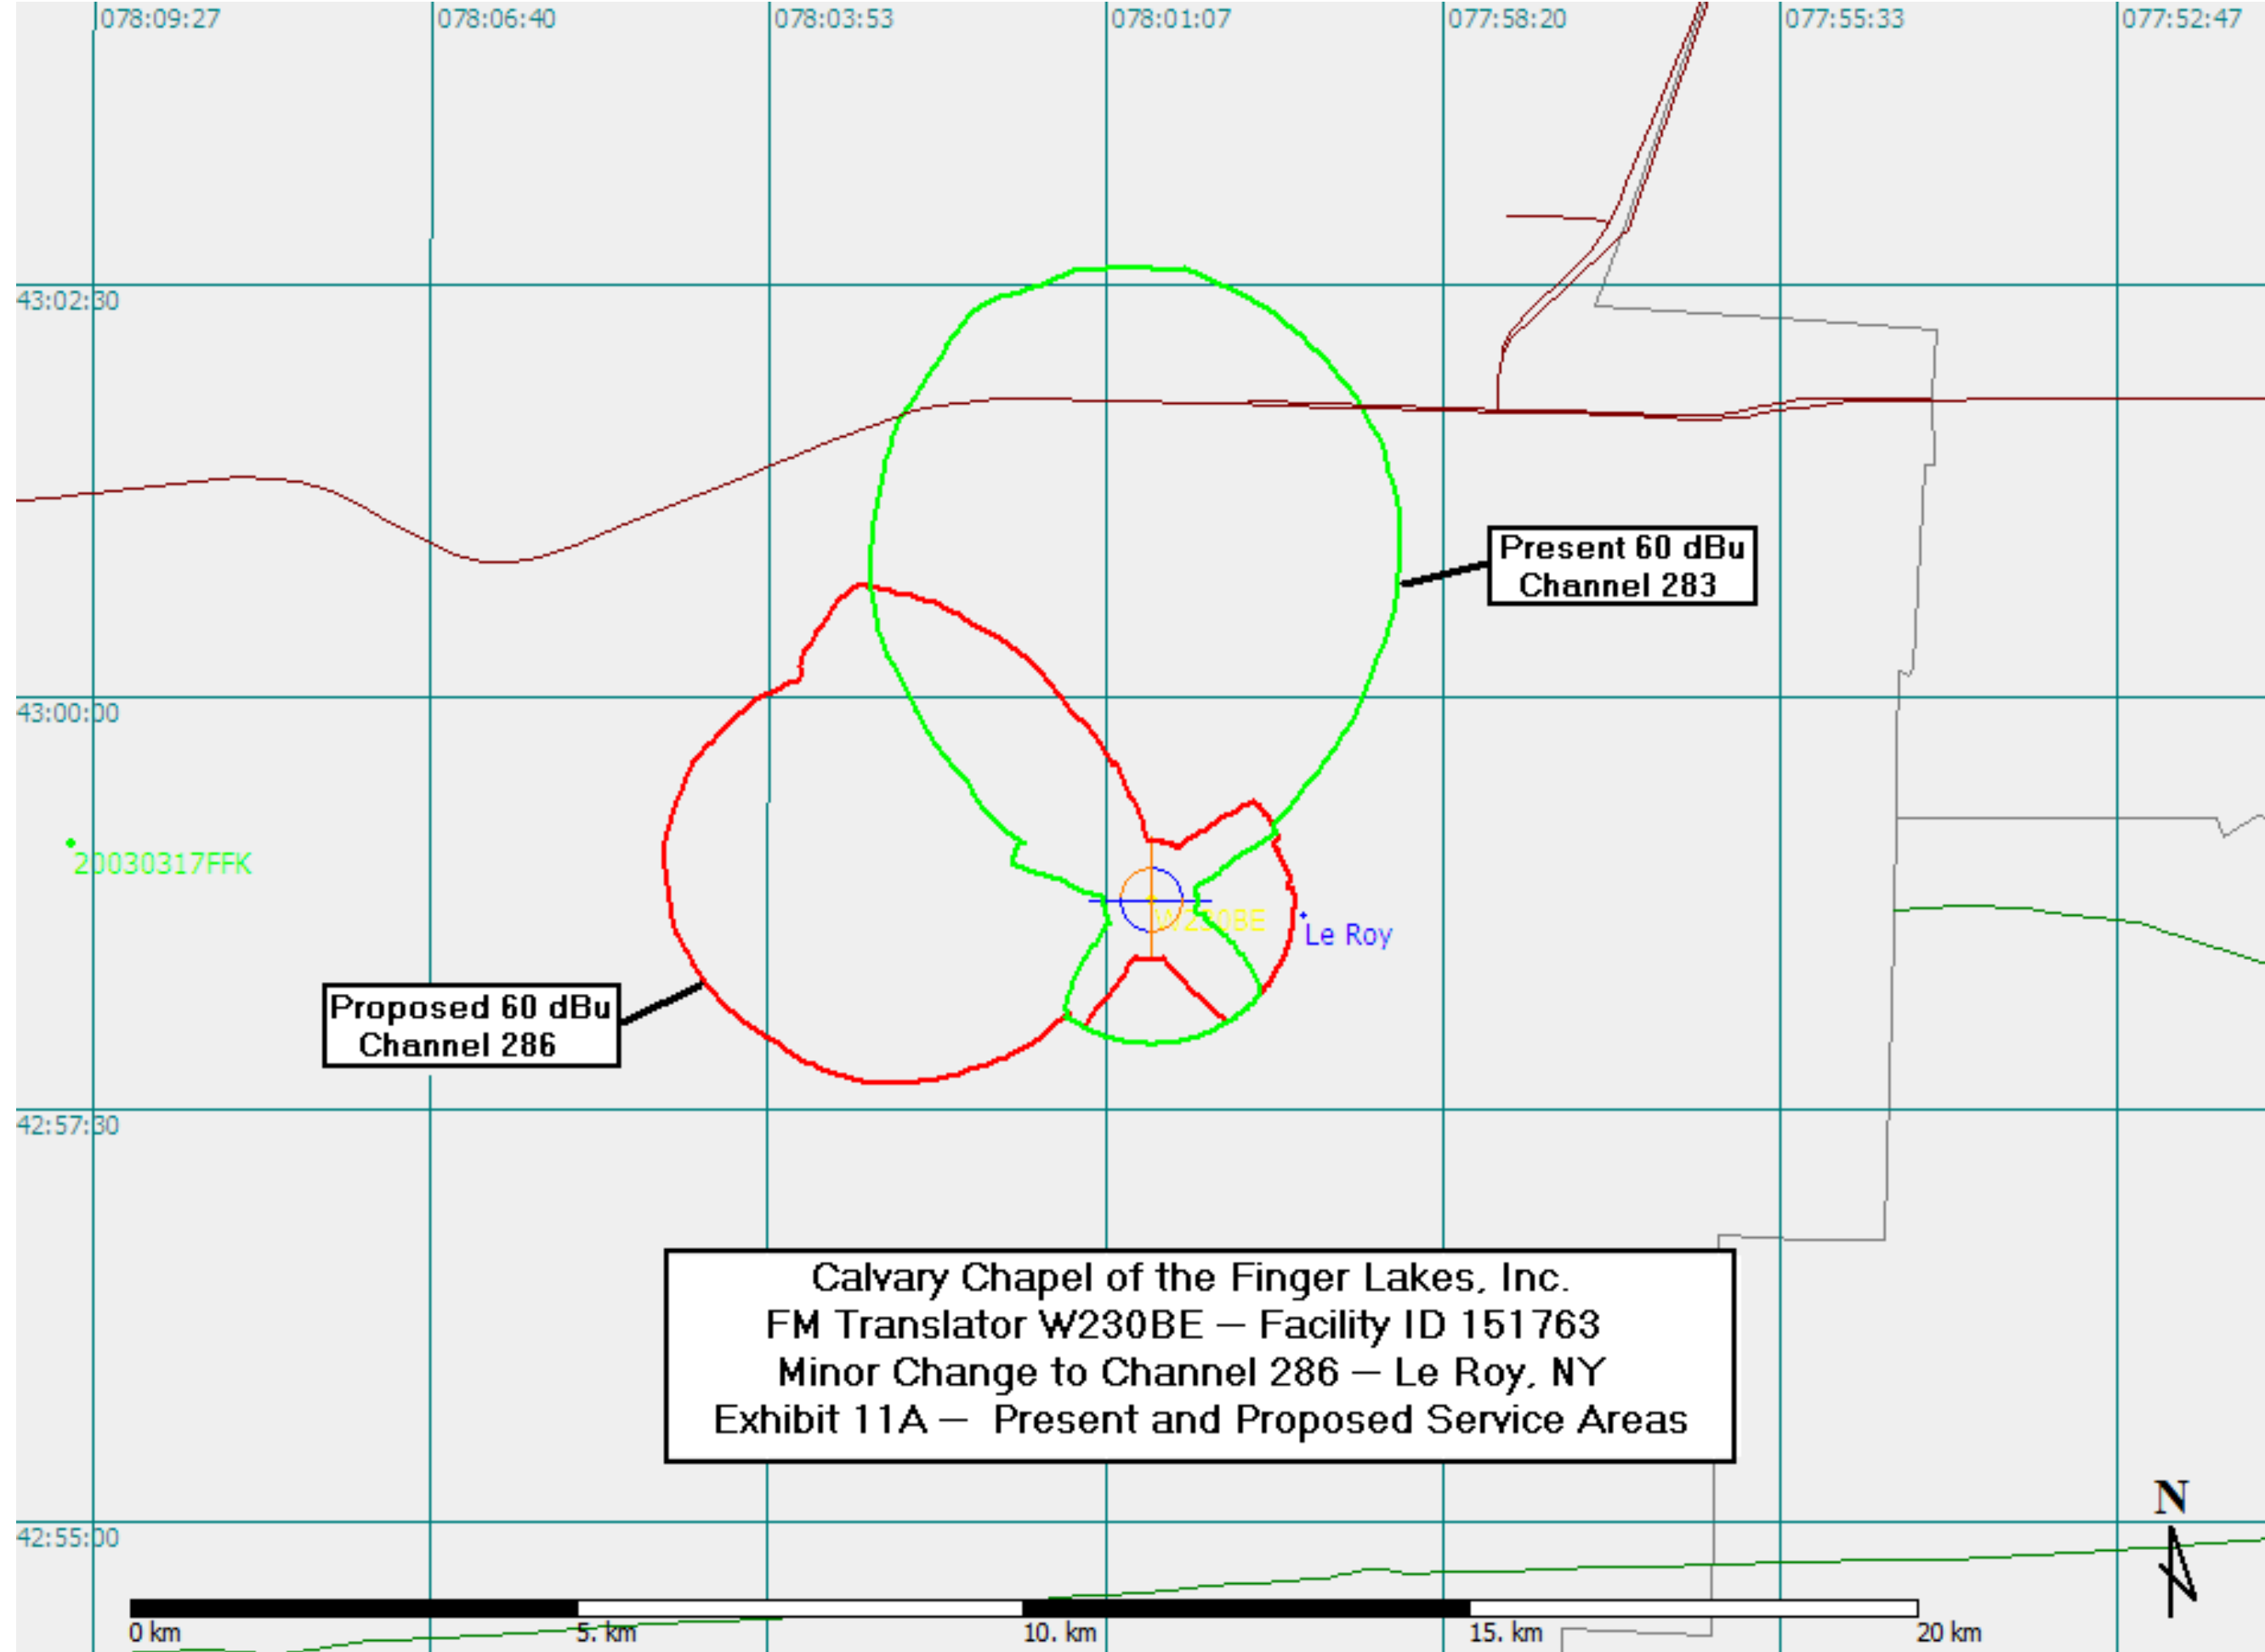 078:09:27
078:06:40
078:03:53
078:01:07
077:58:20
077:55:33
077:52:47
43:02:30
Present 60 dBu
Channel 283
43:00:00
20030317FFK
W230BE
Le Roy
Proposed 60 dBu
Channel 286
42:57:30
Calvary Chapel of the Finger Lakes, Inc.
FM Translator W230BE — Facility ID 151763
Minor Change to Channel 286 — Le Roy, NY
Exhibit 11A — Present and Proposed Service Areas
N
42:55:00
0 km
5. km
10. km
15. km
20 km